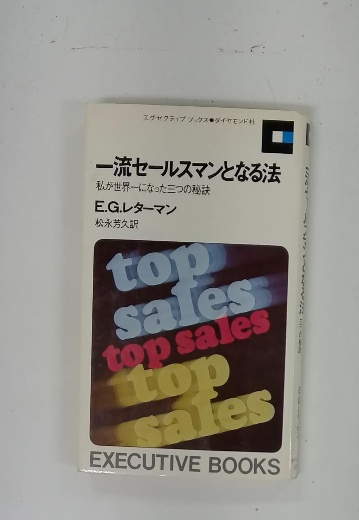 エグゼクティブ ブックス●ダイヤモンド社
一流セールスマンとなる法
私が世界一になった三つの秘訣
E.G.レターマン
松永芳久訳
top
sales
top sales
top
sales
EXECUTIVE BOOKS